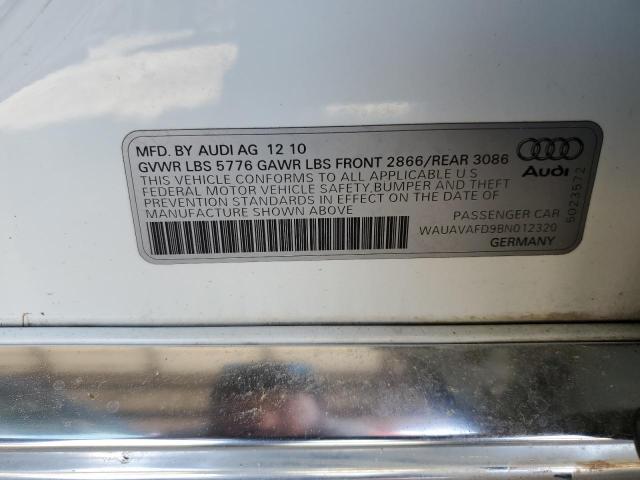 MFD. BY AUDI AG 12 10
GVWR LBS 5776 GAWR LBS FRONT 2866/REAR 3086
THIS VEHICLE CONFORMS TO ALL APPLICABLE U S
FEDERAL MOTOR VEHICLE SAFETY,BUMPER AND THEFT
PREVENTION STANDARDS IN EFFECT ON THE DATE OF
MANUFACTURE SHOWN ABOVE
Audi
5023572
PASSENGER CAR
WAUAVAFD9BN012320
GERMANY